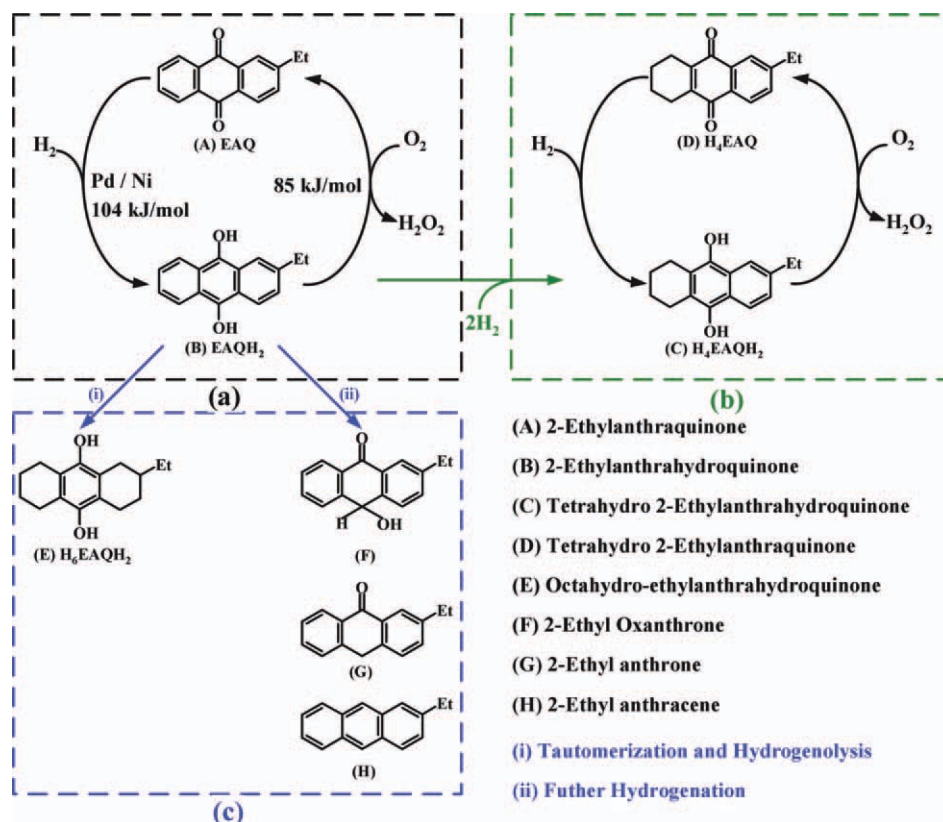 O
Et
O
(A) EAQ
H₂
O₂
Pd / Ni
104 kJ/mol
85 kJ/mol
H₂O₂
OH
Et
OH
(B) EAQH₂
(a)
O
Et
O
(D) H₄EAQ
H₂
O₂
H₂O₂
OH
Et
OH
(C) H₄EAQH₂
2H₂
(b)
(i)
(ii)
OH
Et
OH
(E) H₆EAQH₂
O
Et
H
OH
(F)
O
Et
(G)
Et
(H)
(c)
(A) 2-Ethylanthraquinone
(B) 2-Ethylanthrahydroquinone
(C) Tetrahydro 2-Ethylanthrahydroquinone
(D) Tetrahydro 2-Ethylanthraquinone
(E) Octahydro-ethylanthrahydroquinone
(F) 2-Ethyl Oxanthrone
(G) 2-Ethyl anthrone
(H) 2-Ethyl anthracene
(i) Tautomerization and Hydrogenolysis
(ii) Futher Hydrogenation